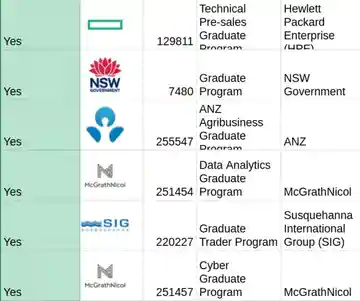 Technical
Pre-sales
Graduate
Program
Hewlett
Packard
Enterprise
(HPE)
Yes
129811
NSW
GOVERNMENT
Yes
7480
Graduate
Program
NSW
Government
ANZ
Agribusiness
Graduate
Program
Yes
255547
ANZ
McGrathNicol
Yes
251454
Data Analytics
Graduate
Program
McGrathNicol
SIG
Yes
220227
Graduate
Trader Program
Susquehanna
International
Group (SIG)
McGrathNicol
Yes
251457
Cyber
Graduate
Program
McGrathNicol